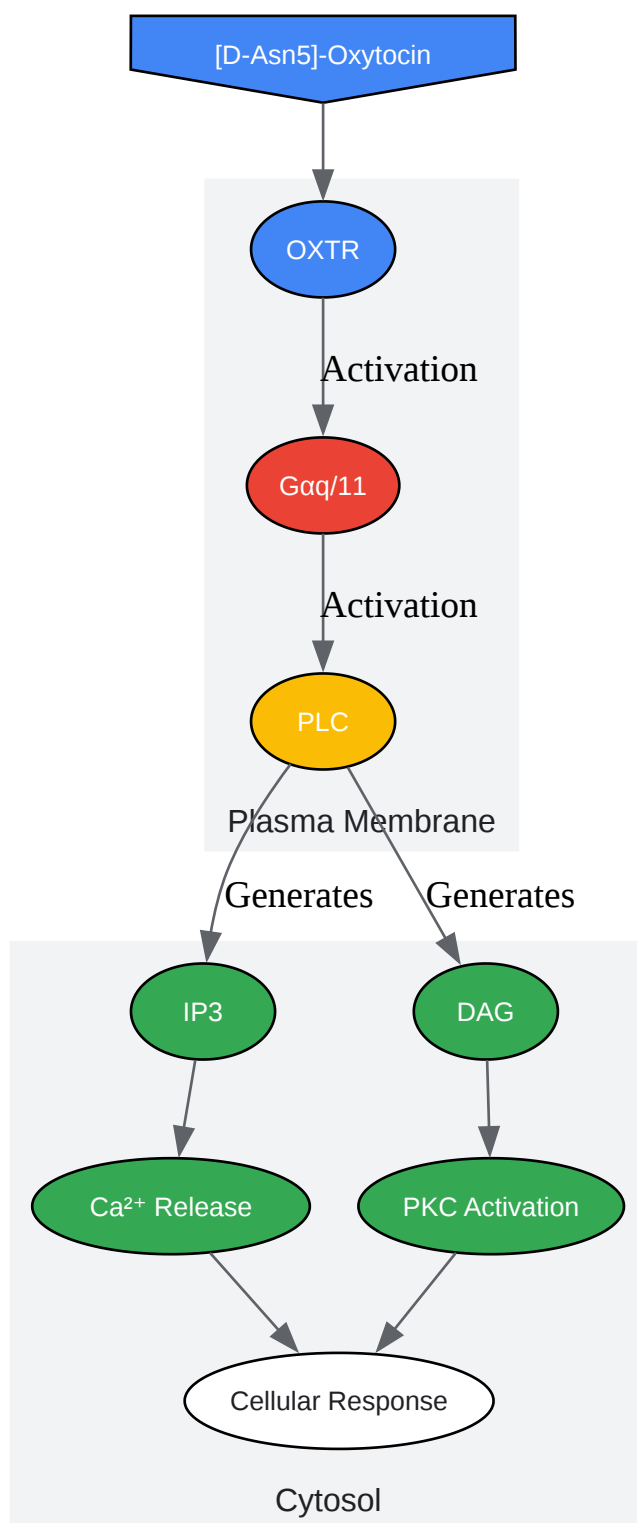 [D-Asn5]-Oxytocin
OXTR
Activation
Gαq/11
Activation
PLC
Plasma Membrane
Generates
Generates
IP3
DAG
Ca²⁺ Release
PKC Activation
Cellular Response
Cytosol